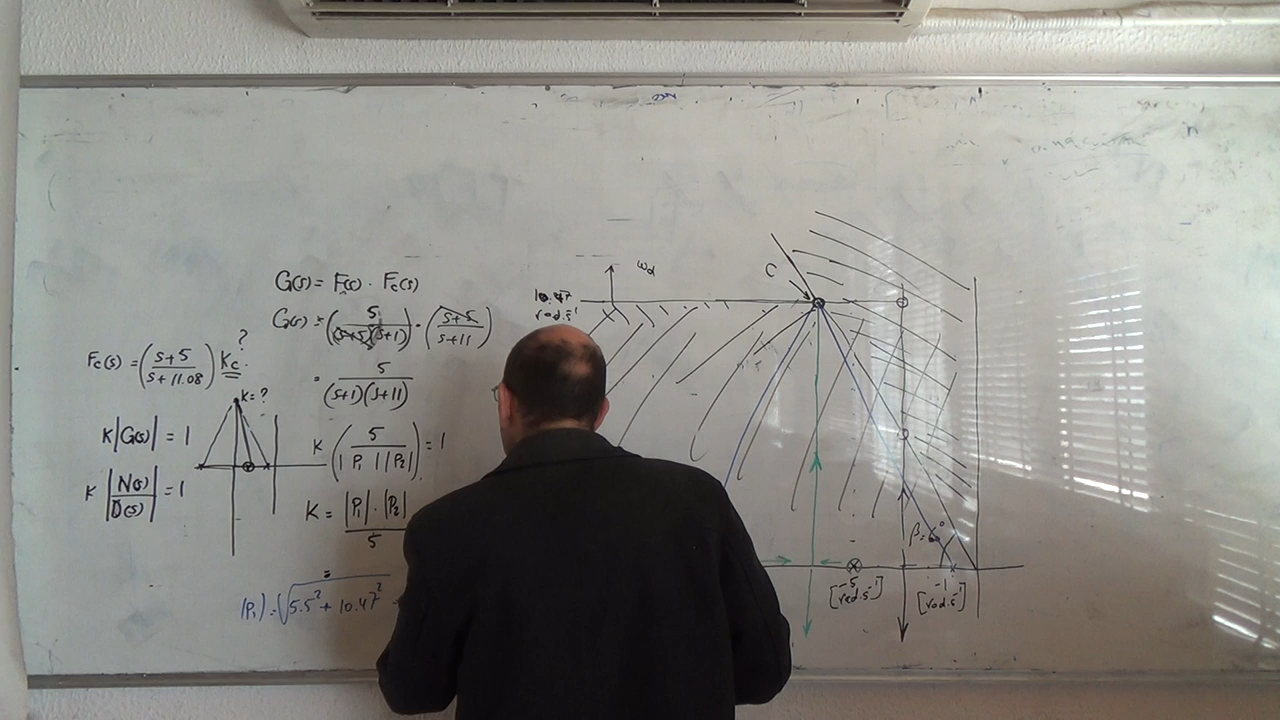 G(s) = F(s) · Fc(s)
G(s) = (5/((s+5)(s+1))) · ((s+5)/(s+11))
= 5/((s+1)(s+11))
K (5/(|P₁| |P₂|)) = 1
K = |P₁| · |P₂| / 5
=
|P₁| = √(5.5² + 10.47²
Fc(s) = ((s+5)/(s+11.08)) Kc ?
K|G(s)| = 1
K |N(s)/D(s)| = 1
K = ?
ωd
10.47
rad.s⁻¹
C
β=60°
-5
[rad.s⁻¹]
-1
[rad.s⁻¹]